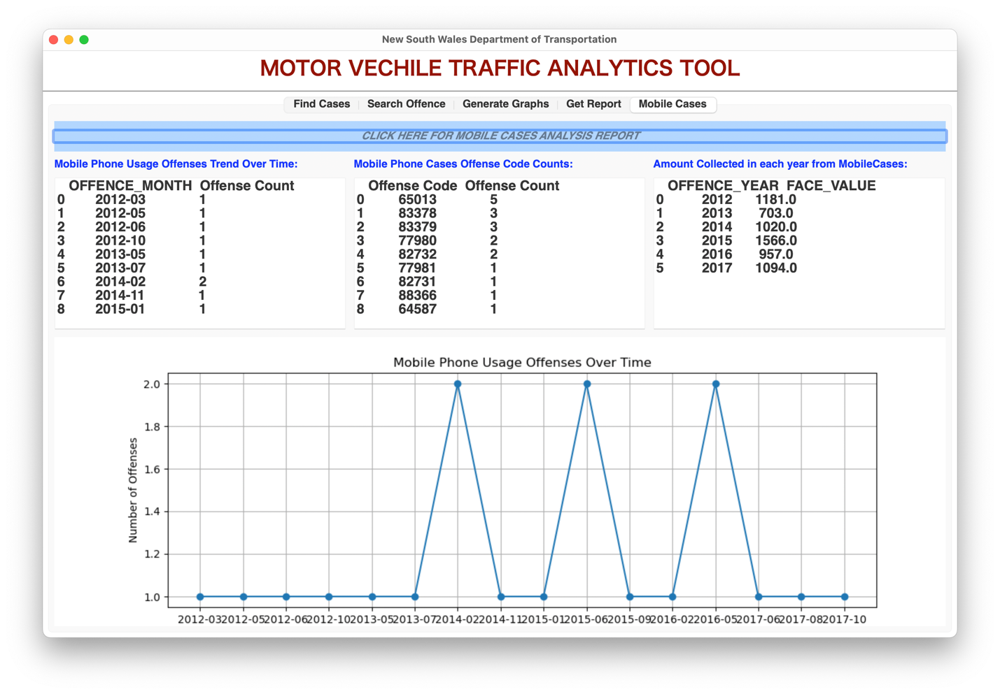 New South Wales Department of Transportation
MOTOR VECHILE TRAFFIC ANALYTICS TOOL
Find Cases Search Offence Generate Graphs Get Report Mobile Cases
CLICK HERE FOR MOBILE CASES ANALYSIS REPORT
Mobile Phone Usage Offenses Trend Over Time:
OFFENCE_MONTH Offense Count
0 2012-03 1
1 2012-05 1
2 2012-06 1
3 2012-10 1
4 2013-05 1
5 2013-07 1
6 2014-02 2
7 2014-11 1
8 2015-01 1
Mobile Phone Cases Offense Code Counts:
Offense Code Offense Count
0 65013 5
1 83378 3
2 83379 3
3 77980 2
4 82732 2
5 77981 1
6 82731 1
7 88366 1
8 64587 1
Amount Collected in each year from MobileCases:
OFFENCE_YEAR FACE_VALUE
0 2012 1181.0
1 2013 703.0
2 2014 1020.0
3 2015 1566.0
4 2016 957.0
5 2017 1094.0
Mobile Phone Usage Offenses Over Time
Number of Offenses
2.0
1.8
1.6
1.4
1.2
1.0
2012-03 2012-05 2012-06 2012-10 2013-05 2013-07 2014-02 2014-11 2015-01 2015-06 2015-09 2016-02 2016-05 2017-06 2017-08 2017-10